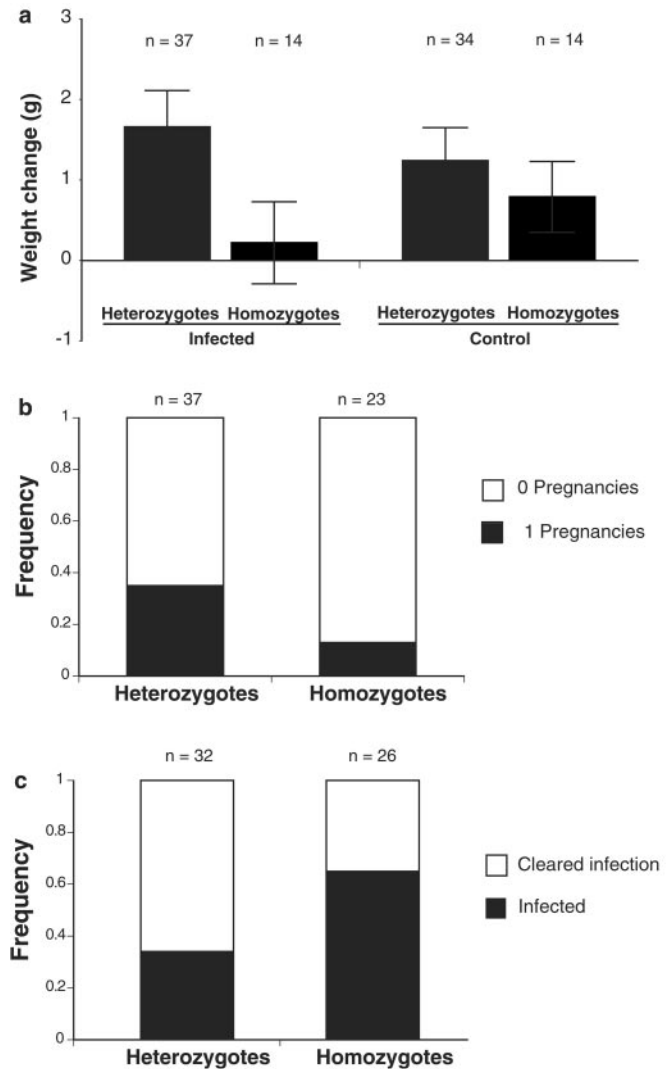 a
3
2
1
0
-1
Weight change (g)
n = 37 n = 14 n = 34 n = 14
Heterozygotes Homozygotes Heterozygotes Homozygotes
Infected Control
b
n = 37 n = 23
1
0.8
0.6
0.4
0.2
0
Frequency
0 Pregnancies
1 Pregnancies
Heterozygotes Homozygotes
c
n = 32 n = 26
1
0.8
0.6
0.4
0.2
0
Frequency
Cleared infection
Infected
Heterozygotes Homozygotes